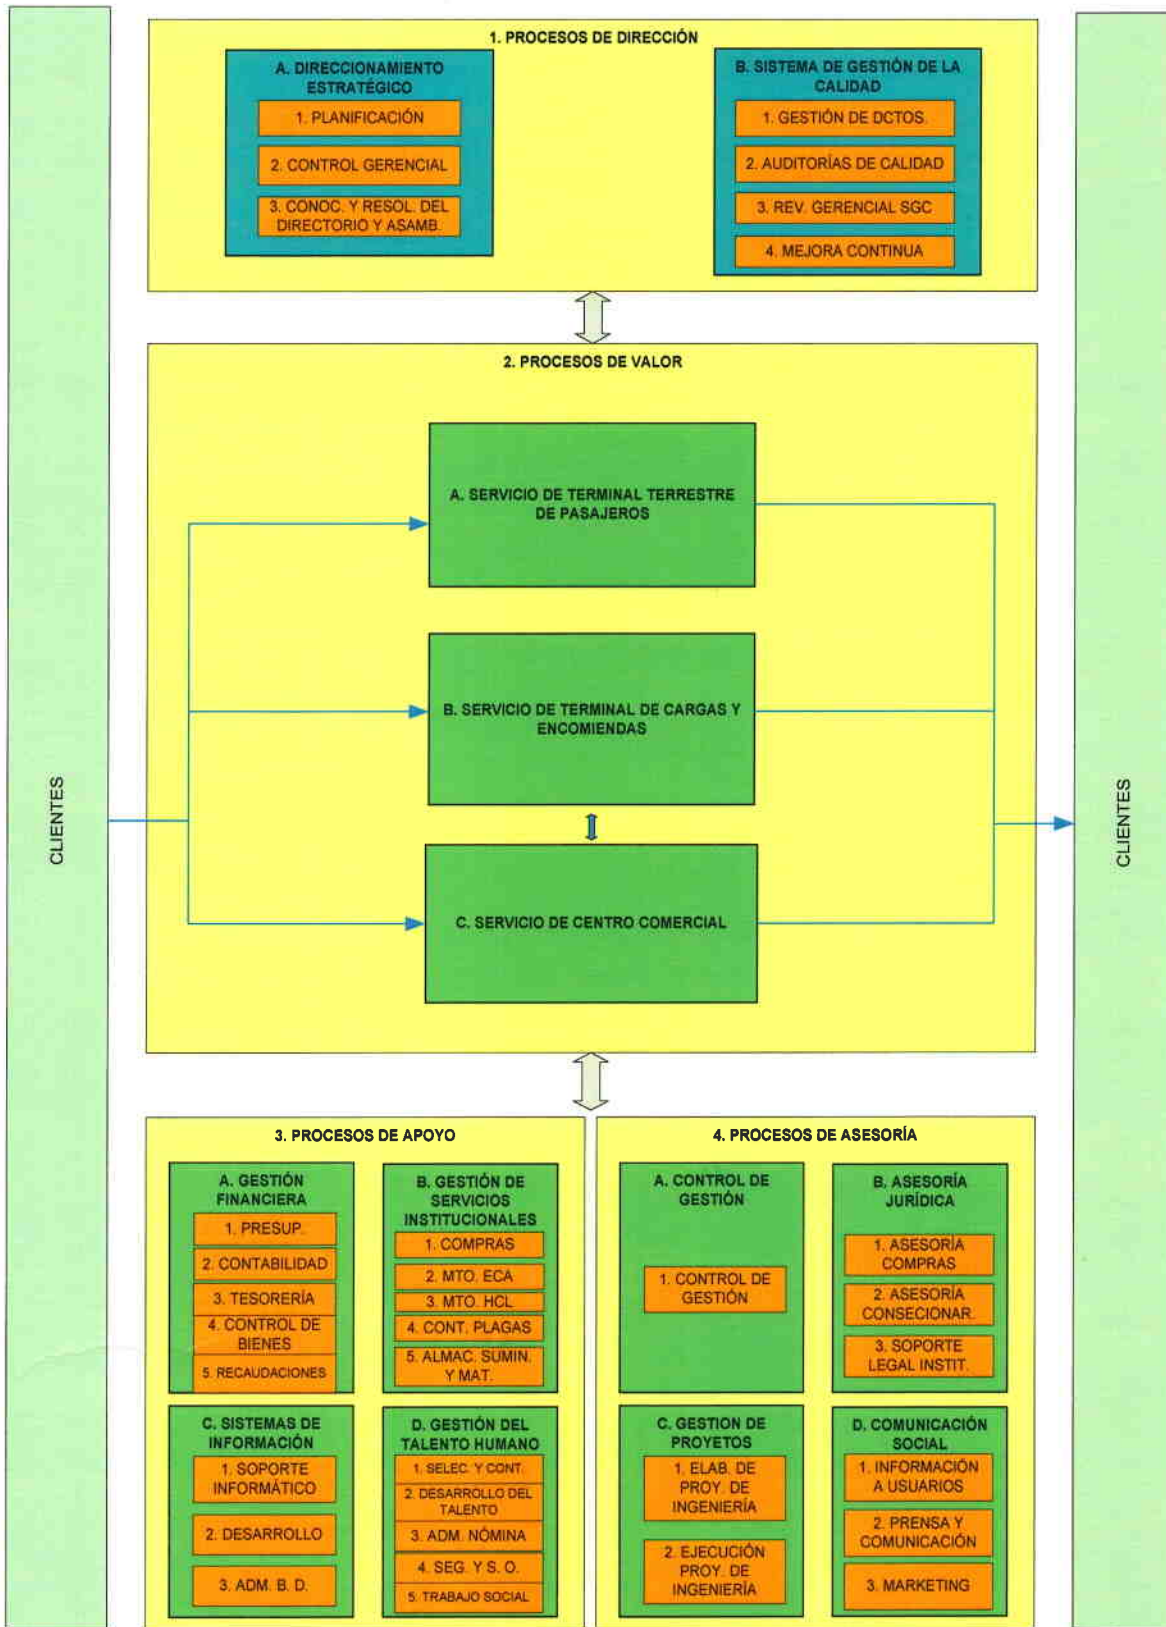 1. PROCESOS DE DIRECCIÓN
A. DIRECCIONAMIENTO
ESTRATÉGICO
1. PLANIFICACIÓN
2. CONTROL GERENCIAL
3. CONOC. Y RESOL. DEL
DIRECTORIO Y ASAMB.
B. SISTEMA DE GESTIÓN DE LA
CALIDAD
1. GESTIÓN DE DCTOS.
2. AUDITORÍAS DE CALIDAD
3. REV. GERENCIAL SGC
4. MEJORA CONTINUA
2. PROCESOS DE VALOR
A. SERVICIO DE TERMINAL TERRESTRE
DE PASAJEROS
B. SERVICIO DE TERMINAL DE CARGAS Y
ENCOMIENDAS
C. SERVICIO DE CENTRO COMERCIAL
CLIENTES
CLIENTES
3. PROCESOS DE APOYO
A. GESTIÓN
FINANCIERA
1. PRESUP.
2. CONTABILIDAD
3. TESORERÍA
4. CONTROL DE
BIENES
5. RECAUDACIONES
B. GESTIÓN DE
SERVICIOS
INSTITUCIONALES
1. COMPRAS
2. MTO. ECA
3. MTO. HCL
4. CONT. PLAGAS
5. ALMAC. SUMIN.
Y MAT.
C. SISTEMAS DE
INFORMACIÓN
1. SOPORTE
INFORMÁTICO
2. DESARROLLO
3. ADM. B. D.
D. GESTIÓN DEL
TALENTO HUMANO
1. SELEC. Y CONT.
2. DESARROLLO DEL
TALENTO
3. ADM. NÓMINA
4. SEG. Y S. O.
5. TRABAJO SOCIAL
4. PROCESOS DE ASESORÍA
A. CONTROL DE
GESTIÓN
1. CONTROL DE
GESTIÓN
B. ASESORÍA
JURÍDICA
1. ASESORÍA
COMPRAS
2. ASESORÍA
CONSECIONAR.
3. SOPORTE
LEGAL INSTIT.
C. GESTION DE
PROYETOS
1. ELAB. DE
PROY. DE
INGENIERÍA
2. EJECUCIÓN
PROY. DE
INGENIERÍA
D. COMUNICACIÓN
SOCIAL
1. INFORMACIÓN
A USUARIOS
2. PRENSA Y
COMUNICACIÓN
3. MARKETING